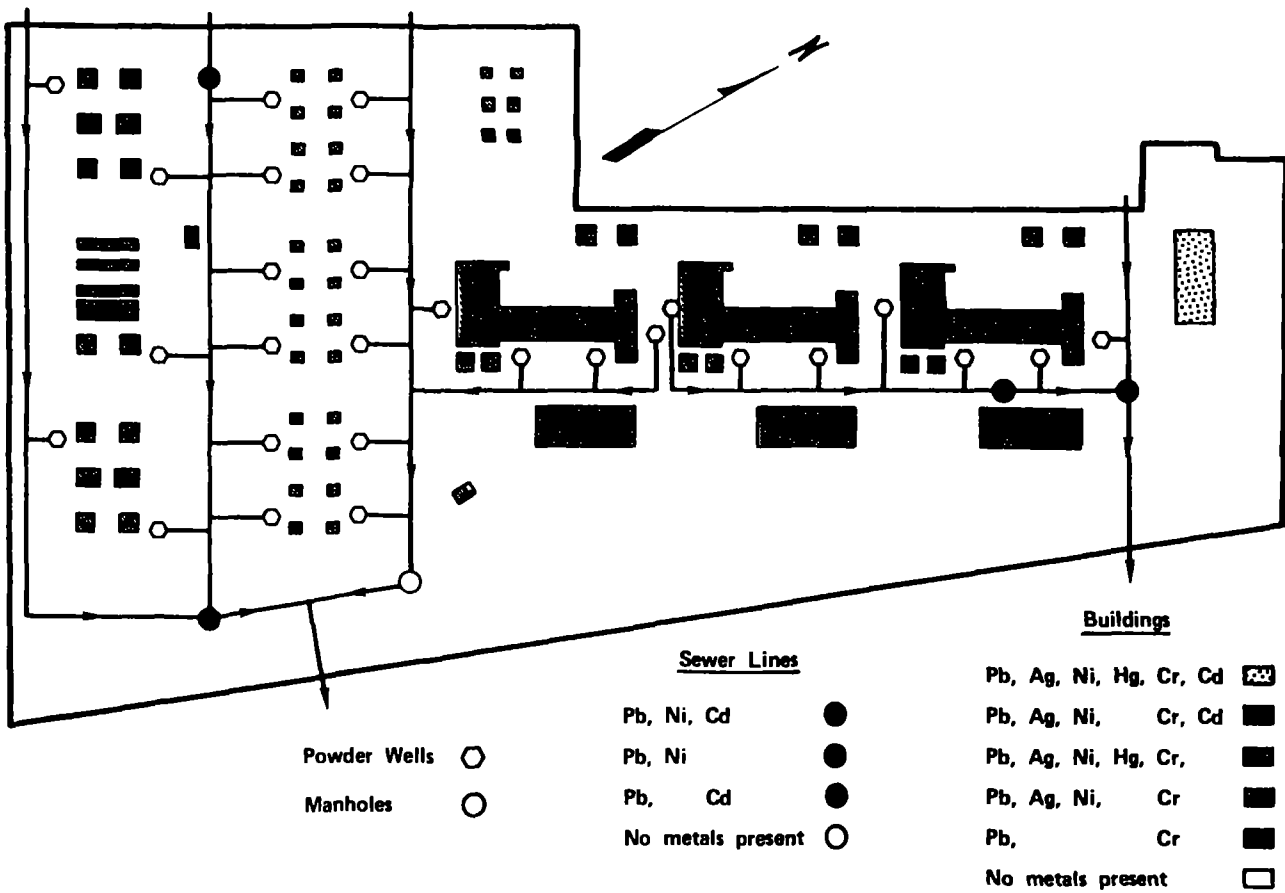 N
Powder Wells
Manholes
Sewer Lines
Pb, Ni, Cd
Pb, Ni
Pb, Cd
No metals present
Buildings
Pb, Ag, Ni, Hg, Cr, Cd
Pb, Ag, Ni, Cr, Cd
Pb, Ag, Ni, Hg, Cr,
Pb, Ag, Ni, Cr
Pb, Cr
No metals present